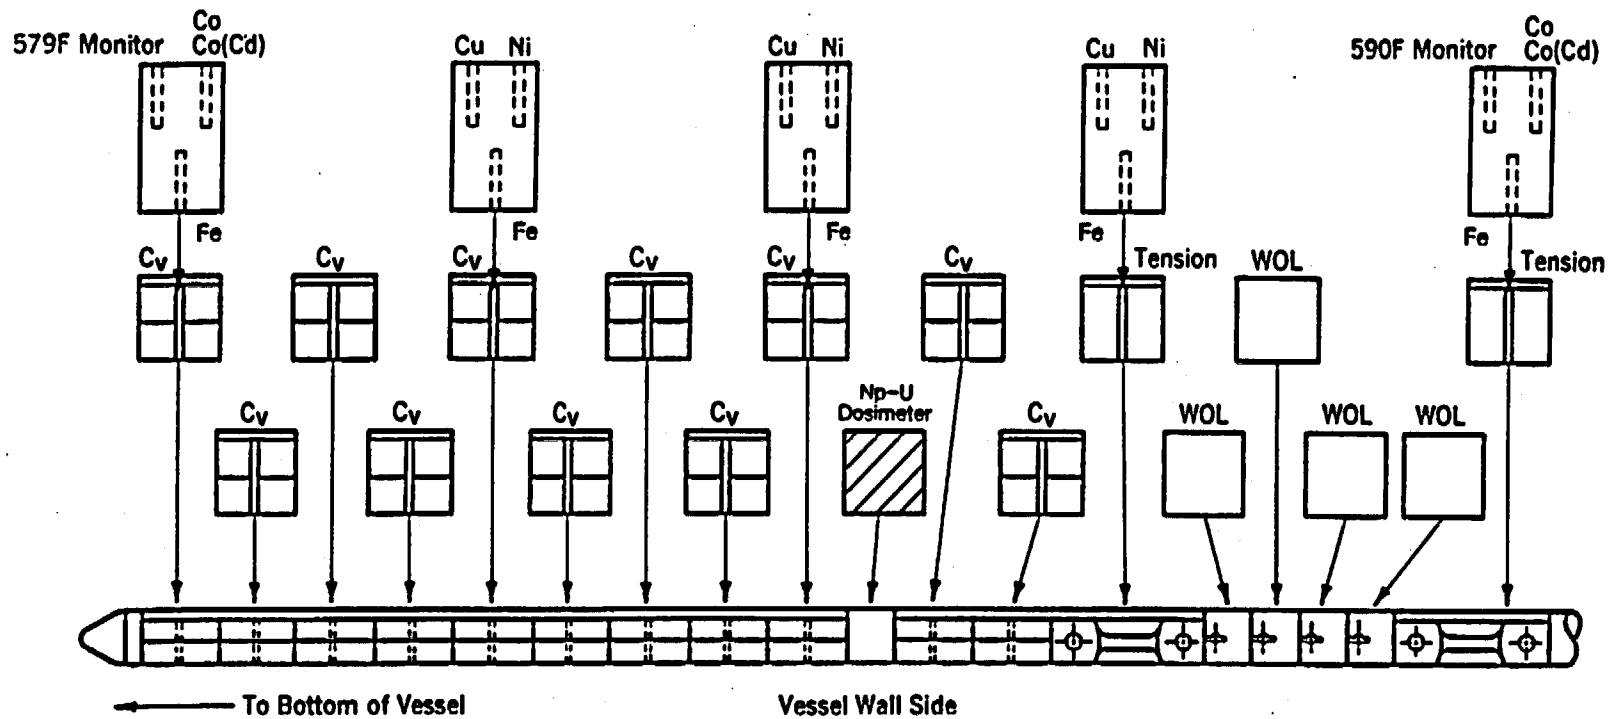 Co
579F Monitor Co(Cd)
Cu Ni
Cu Ni
Cu Ni
Co
590F Monitor Co(Cd)
Fe
Fe
Fe
Fe
Fe
Cv
Cv
Cv
Cv
Cv
Cv
Tension
WOL
Tension
Cv
Cv
Cv
Cv
Np-U
Dosimeter
Cv
WOL
WOL
WOL
To Bottom of Vessel
Vessel Wall Side